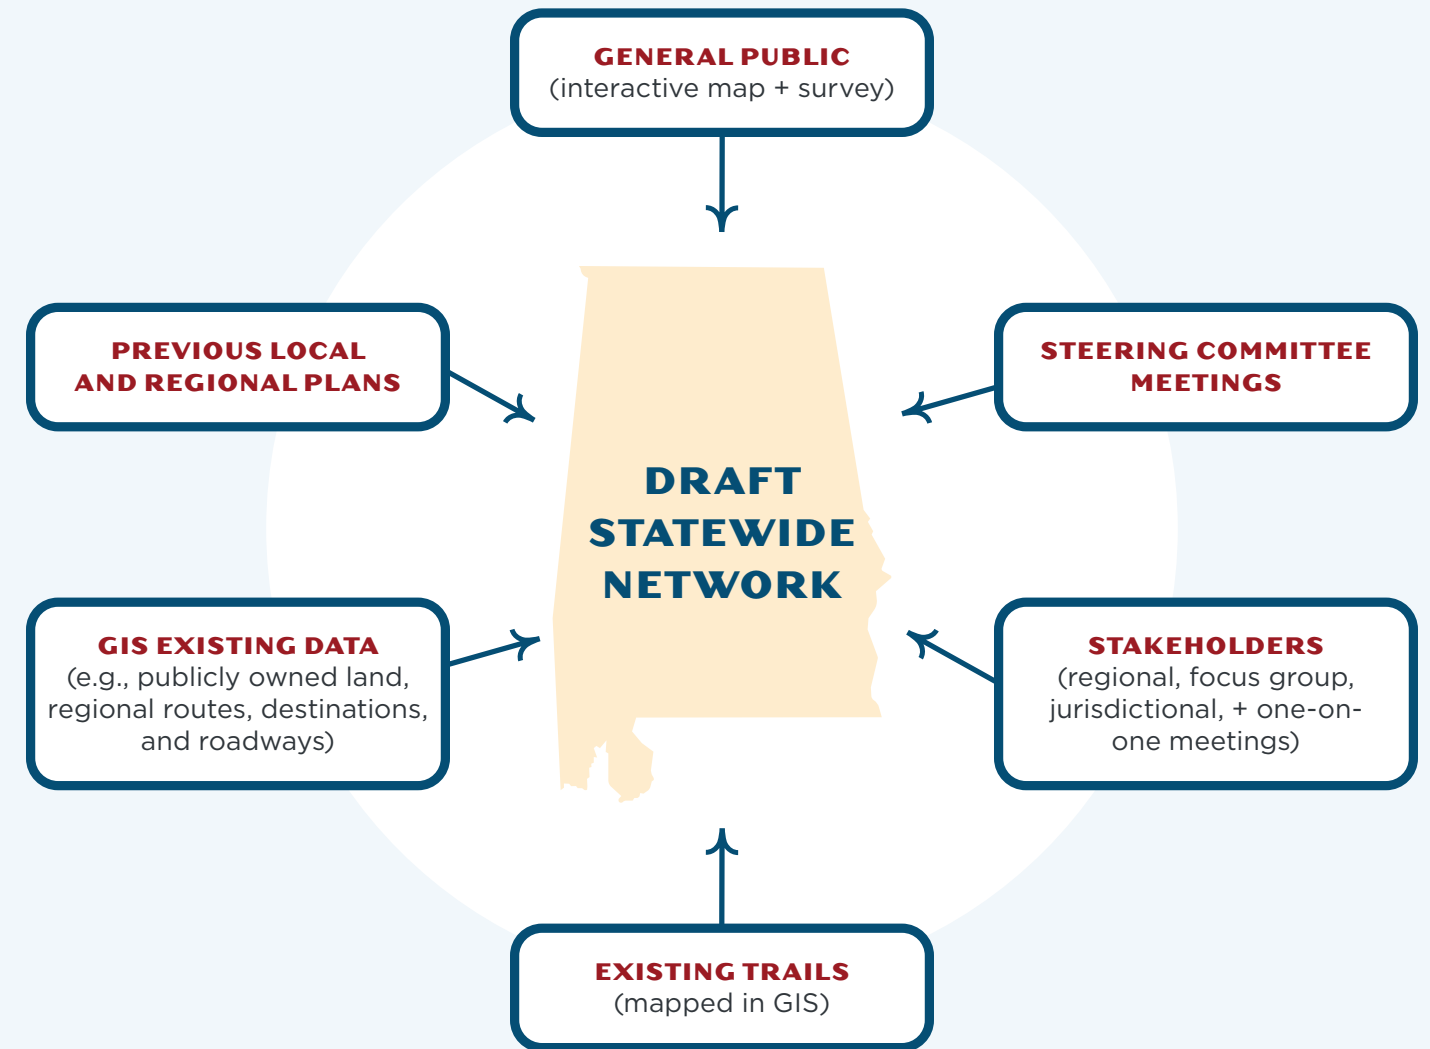 GENERAL PUBLIC
(interactive map + survey)
PREVIOUS LOCAL
AND REGIONAL PLANS
STEERING COMMITTEE
MEETINGS
DRAFT
STATEWIDE
NETWORK
GIS EXISTING DATA
(e.g., publicly owned land,
regional routes, destinations,
and roadways)
STAKEHOLDERS
(regional, focus group,
jurisdictional, + one-on-
one meetings)
EXISTING TRAILS
(mapped in GIS)